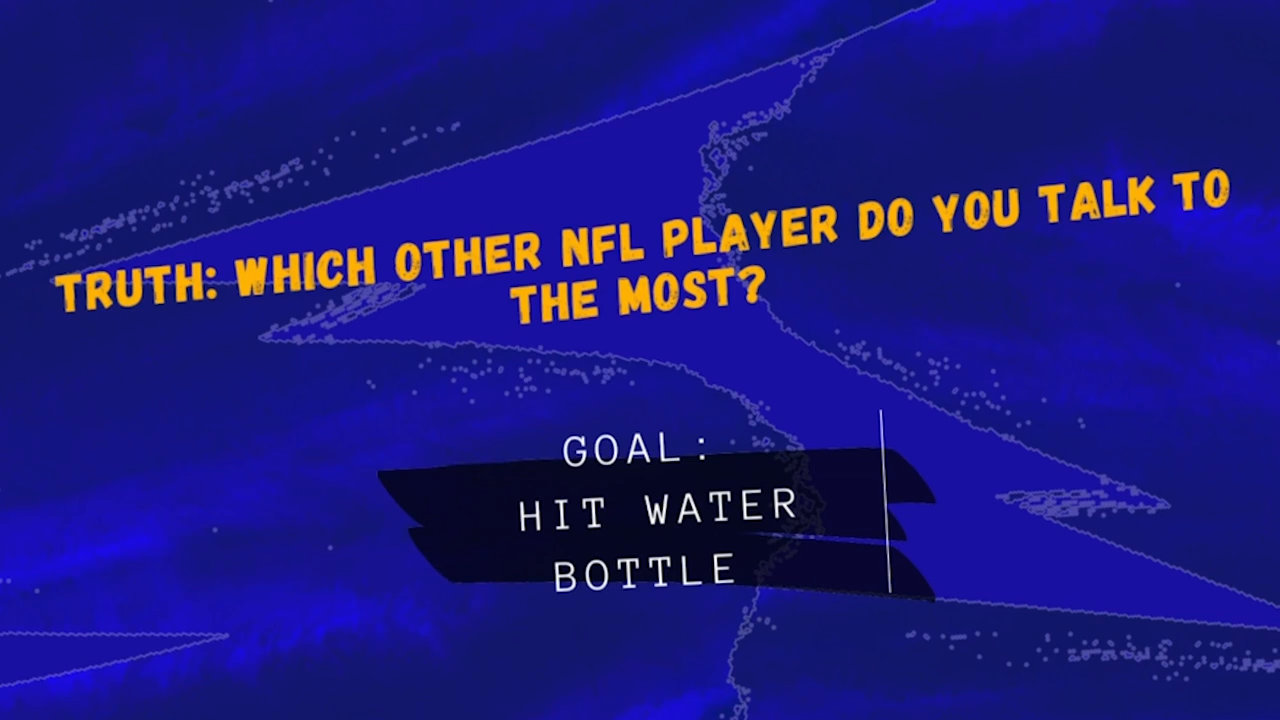 TRUTH: WHICH OTHER NFL PLAYER DO YOU TALK TO
THE MOST?
GOAL:
HIT WATER
BOTTLE